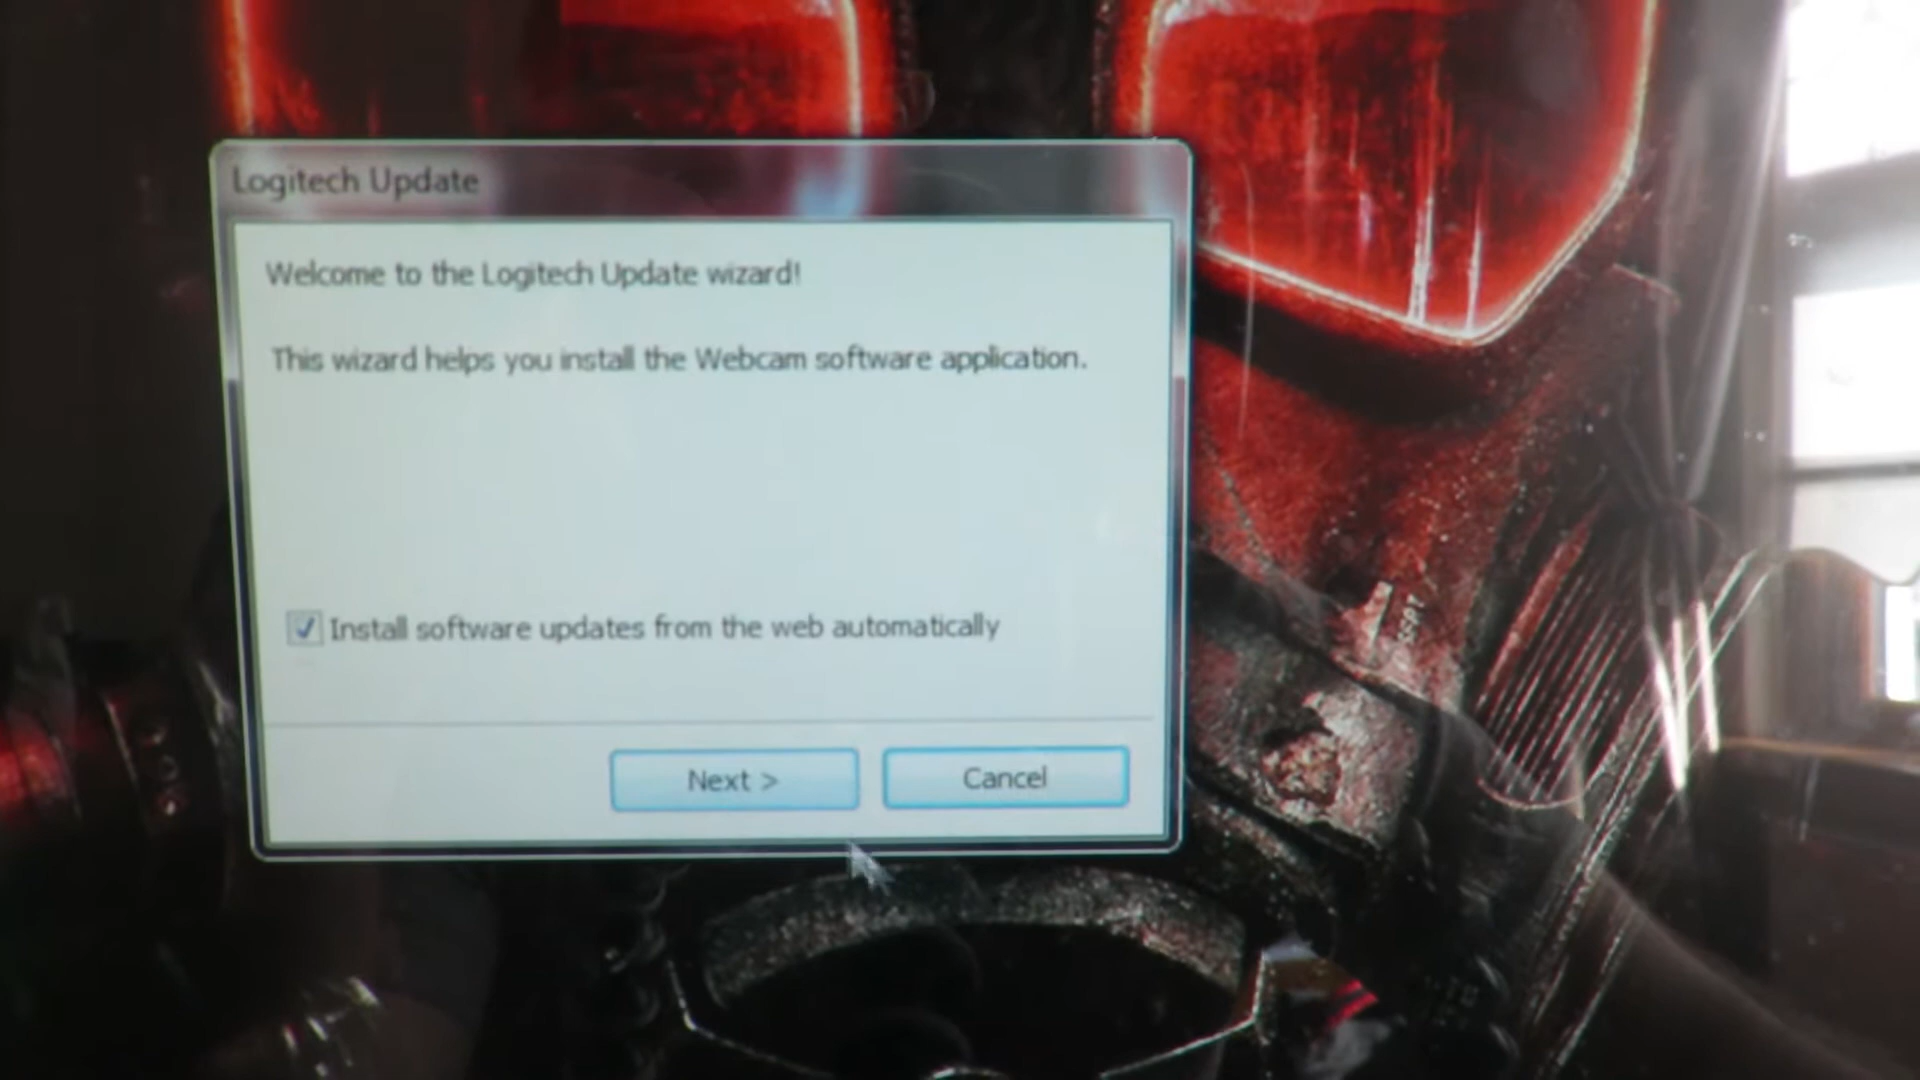 Logitech Update
Welcome to the Logitech Update wizard!
This wizard helps you install the Webcam software application.
Install software updates from the web automatically
Next >
Cancel